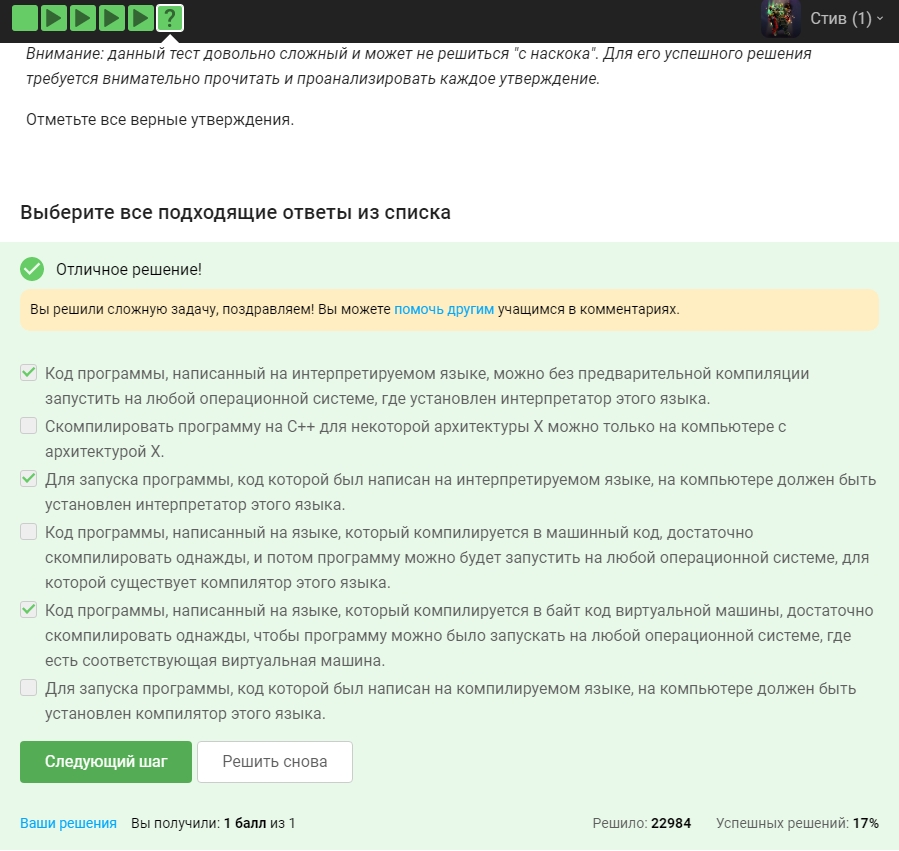 ?
Стив (1)
Внимание: данный тест довольно сложный и может не решиться "с наскока". Для его успешного решения
требуется внимательно прочитать и проанализировать каждое утверждение.
Отметьте все верные утверждения.
Выберите все подходящие ответы из списка
Отличное решение!
Вы решили сложную задачу, поздравляем! Вы можете помочь другим учащимся в комментариях.
Код программы, написанный на интерпретируемом языке, можно без предварительной компиляции
запустить на любой операционной системе, где установлен интерпретатор этого языка.
Скомпилировать программу на C++ для некоторой архитектуры X можно только на компьютере с
архитектурой X.
Для запуска программы, код которой был написан на интерпретируемом языке, на компьютере должен быть
установлен интерпретатор этого языка.
Код программы, написанный на языке, который компилируется в машинный код, достаточно
скомпилировать однажды, и потом программу можно будет запустить на любой операционной системе, для
которой существует компилятор этого языка.
Код программы, написанный на языке, который компилируется в байт код виртуальной машины, достаточно
скомпилировать однажды, чтобы программу можно было запускать на любой операционной системе, где
есть соответствующая виртуальная машина.
Для запуска программы, код которой был написан на компилируемом языке, на компьютере должен быть
установлен компилятор этого языка.
Следующий шаг Решить снова
Ваши решения Вы получили: 1 балл из 1 Решило: 22984 Успешных решений: 17%